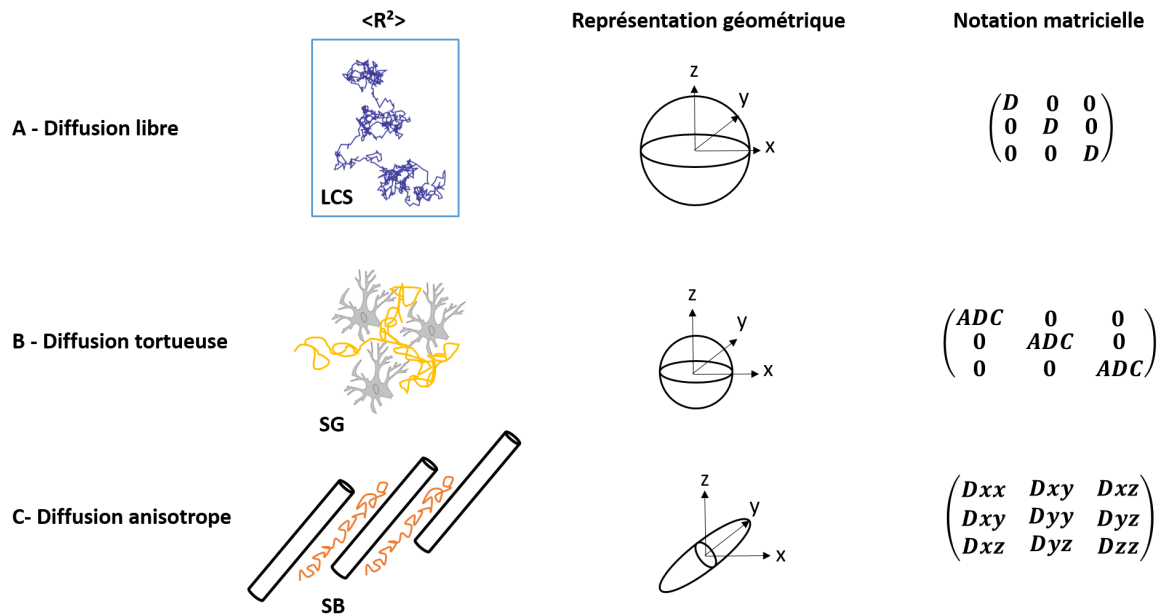 <R²> Représentation géométrique Notation matricielle
A - Diffusion libre
LCS
z
y
x
D 0 0
0 D 0
0 0 D
B - Diffusion tortueuse
SG
z
y
x
ADC 0 0
0 ADC 0
0 0 ADC
C- Diffusion anisotrope
SB
z
y
x
Dxx Dxy Dxz
Dxy Dyy Dyz
Dxz Dyz Dzz